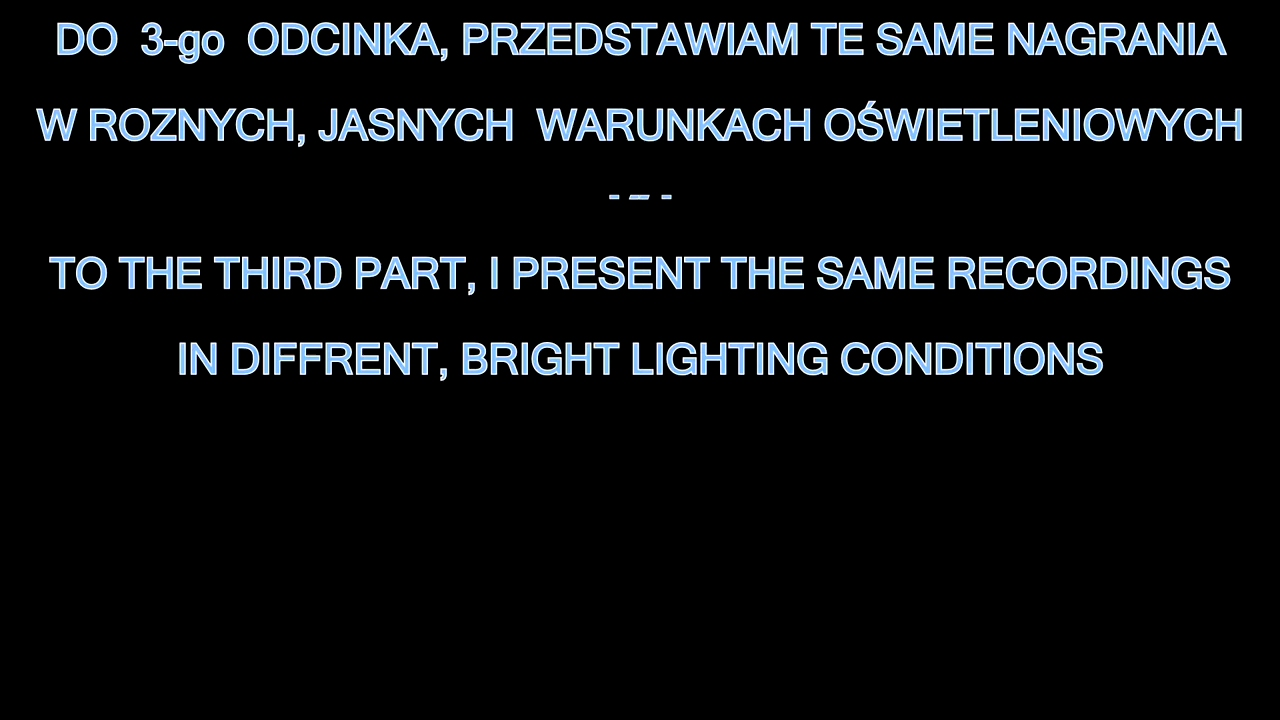 DO 3-go ODCINKA, PRZEDSTAWIAM TE SAME NAGRANIA
W ROZNYCH, JASNYCH WARUNKACH OŚWIETLENIOWYCH
- -- -
TO THE THIRD PART, I PRESENT THE SAME RECORDINGS
IN DIFFRENT, BRIGHT LIGHTING CONDITIONS